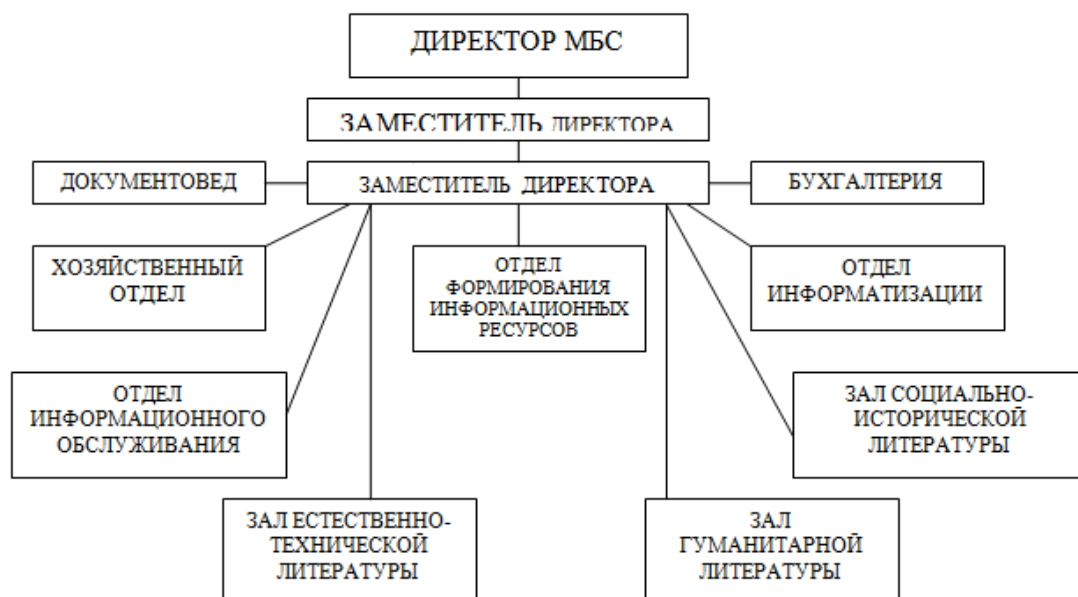 ДИРЕКТОР МБС
ЗАМЕСТИТЕЛЬ ДИРЕКТОРА
ДОКУМЕНТОВЕД
ЗАМЕСТИТЕЛЬ ДИРЕКТОРА
БУХГАЛТЕРИЯ
ХОЗЯЙСТВЕННЫЙ
ОТДЕЛ
ОТДЕЛ
ФОРМИРОВАНИЯ
ИНФОРМАЦИОННЫХ
РЕСУРСОВ
ОТДЕЛ
ИНФОРМАТИЗАЦИИ
ОТДЕЛ
ИНФОРМАЦИОННОГО
ОБСЛУЖИВАНИЯ
ЗАЛ СОЦИАЛЬНО-
ИСТОРИЧЕСКОЙ
ЛИТЕРАТУРЫ
ЗАЛ ЕСТЕСТВЕННО-
ТЕХНИЧЕСКОЙ
ЛИТЕРАТУРЫ
ЗАЛ
ГУМАНИТАРНОЙ
ЛИТЕРАТУРЫ